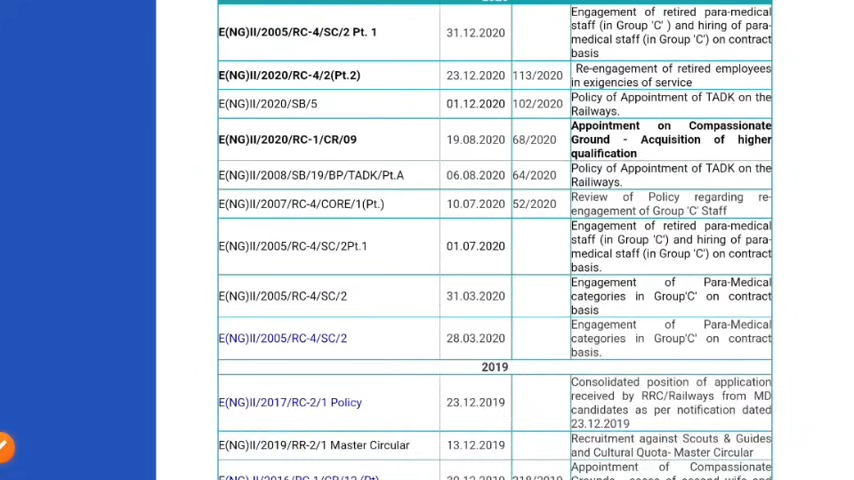 Engagement of retired para-medical
E(NG)II/2005/RC-4/SC/2 Pt. 1 31.12.2020 staff (in Group 'C' ) and hiring of para-
medical staff (in Group 'C') on contract
basis
E(NG)II/2020/RC-4/2(Pt.2) 23.12.2020 113/2020 Re-engagement of retired employees
in exigencies of service
E(NG)II/2020/SB/5 01.12.2020 102/2020 Policy of Appointment of TADK on the
Railways.
Appointment on Compassionate
E(NG)II/2020/RC-1/CR/09 19.08.2020 68/2020 Ground - Acquisition of higher
qualification
E(NG)II/2008/SB/19/BP/TADK/Pt.A 06.08.2020 64/2020 Policy of Appointment of TADK on the
Railiways.
E(NG)II/2007/RC-4/CORE/1(Pt.) 10.07.2020 52/2020 Review of Policy regarding re-
engagement of Group 'C' Staff
Engagement of retired para-medical
E(NG)II/2005/RC-4/SC/2Pt.1 01.07.2020 staff (in Group 'C') and hiring of para-
medical staff (in Group 'C') on contract
basis.
Engagement of Para-Medical
E(NG)II/2005/RC-4/SC/2 31.03.2020 categories in Group'C' on contract
basis
Engagement of Para-Medical
E(NG)II/2005/RC-4/SC/2 28.03.2020 categories in Group'C' on contract
basis.
2019
Consolidated position of application
E(NG)II/2017/RC-2/1 Policy 23.12.2019 received by RRC/Railways from MD
candidates as per notification dated
23.12.2019
E(NG)II/2019/RR-2/1 Master Circular 13.12.2019 Recruitment against Scouts & Guides
and Cultural Quota- Master Circular
Appointment of Compassionate